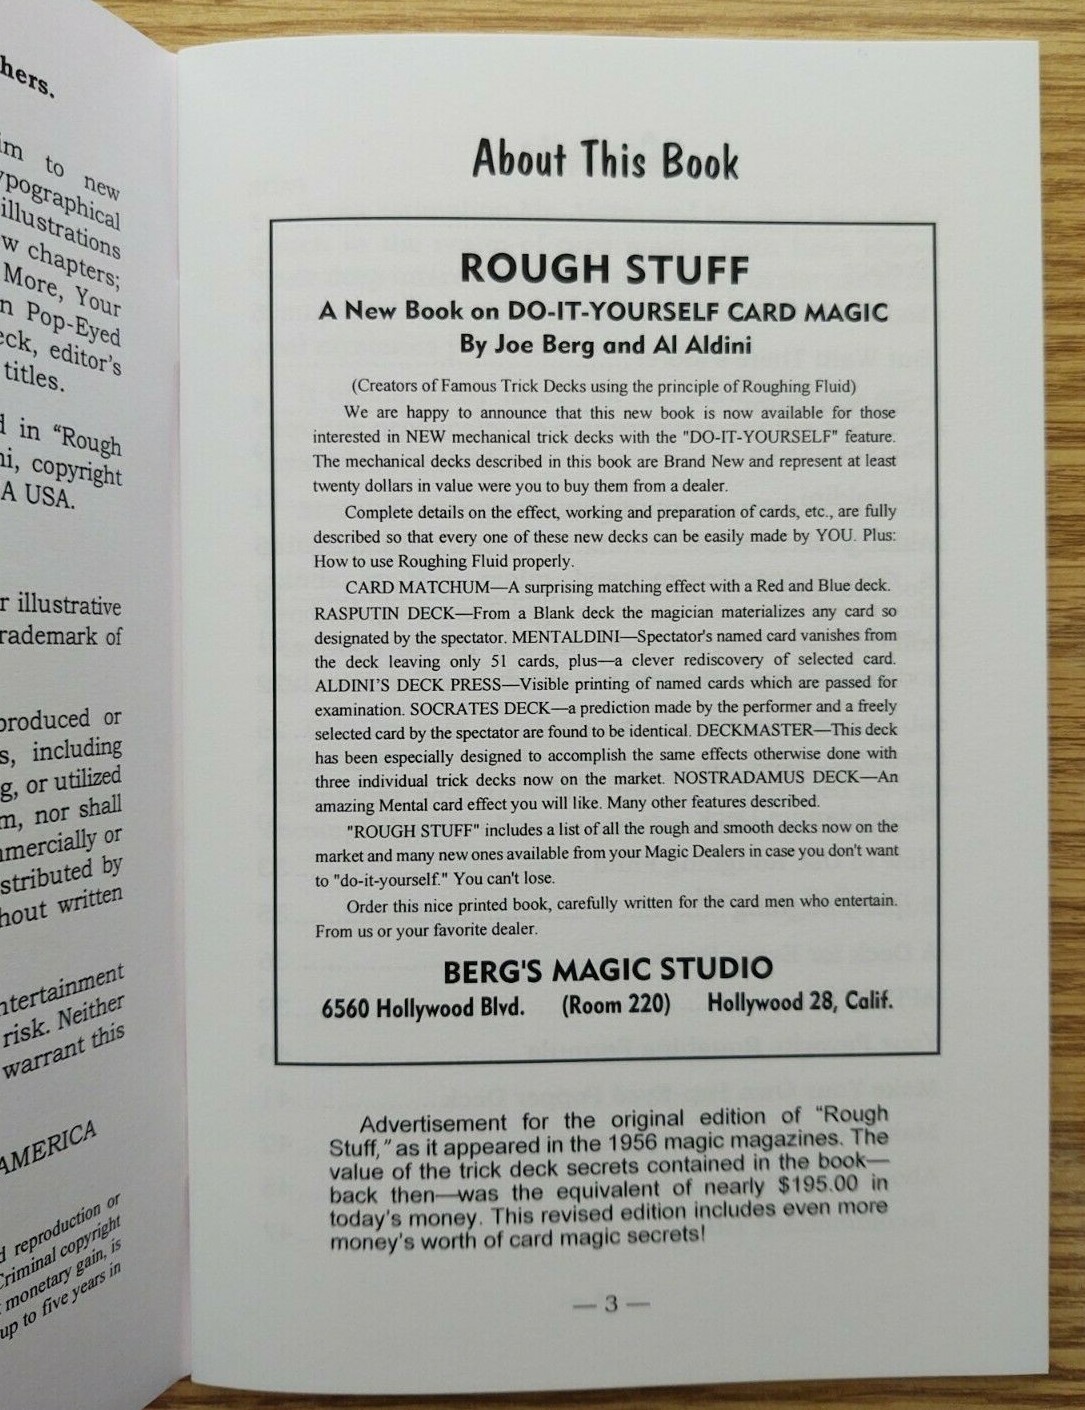 hers.
im to new
ypographical
illustrations
w chapters;
More, Your
n Pop-Eyed
eck, editor's
titles.
d in “Rough
ni, copyright
A USA.
r illustrative
rademark of
produced or
s, including
g, or utilized
m, nor shall
mmercially or
stributed by
hout written
ntertainment
risk. Neither
warrant this
AMERICA
d reproduction or
Criminal copyright
t monetary gain, is
up to five years in
About This Book
ROUGH STUFF
A New Book on DO-IT-YOURSELF CARD MAGIC
By Joe Berg and Al Aldini
(Creators of Famous Trick Decks using the principle of Roughing Fluid)
We are happy to announce that this new book is now available for those
interested in NEW mechanical trick decks with the "DO-IT-YOURSELF" feature.
The mechanical decks described in this book are Brand New and represent at least
twenty dollars in value were you to buy them from a dealer.
Complete details on the effect, working and preparation of cards, etc., are fully
described so that every one of these new decks can be easily made by YOU. Plus:
How to use Roughing Fluid properly.
CARD MATCHUM—A surprising matching effect with a Red and Blue deck.
RASPUTIN DECK—From a Blank deck the magician materializes any card so
designated by the spectator. MENTALDINI—Spectator's named card vanishes from
the deck leaving only 51 cards, plus—a clever rediscovery of selected card.
ALDINI'S DECK PRESS—Visible printing of named cards which are passed for
examination. SOCRATES DECK—a prediction made by the performer and a freely
selected card by the spectator are found to be identical. DECKMASTER—This deck
has been especially designed to accomplish the same effects otherwise done with
three individual trick decks now on the market. NOSTRADAMUS DECK—An
amazing Mental card effect you will like. Many other features described.
"ROUGH STUFF" includes a list of all the rough and smooth decks now on the
market and many new ones available from your Magic Dealers in case you don't want
to "do-it-yourself." You can't lose.
Order this nice printed book, carefully written for the card men who entertain.
From us or your favorite dealer.
BERG'S MAGIC STUDIO
6560 Hollywood Blvd. (Room 220) Hollywood 28, Calif.
Advertisement for the original edition of “Rough
Stuff,” as it appeared in the 1956 magic magazines. The
value of the trick deck secrets contained in the book—
back then—was the equivalent of nearly $195.00 in
today's money. This revised edition includes even more
money's worth of card magic secrets!
— 3 —